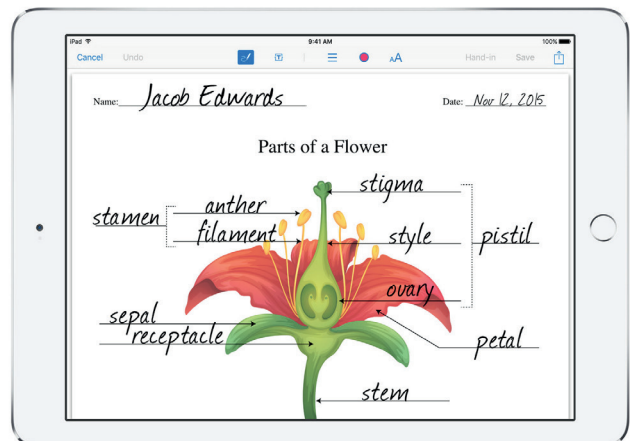 iPad 9:41 AM 100%
Cancel Undo T AA Hand-in Save
Name: Jacob Edwards Date: Nov 12, 2015
Parts of a Flower
stigma
anther
stamen
filament style pistil
ovary
sepal
receptacle petal
stem